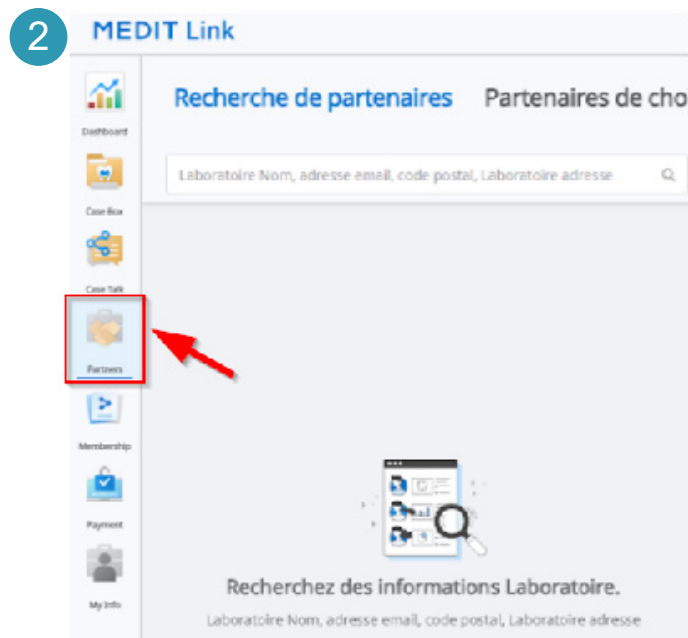 2
MEDIT Link
Recherche de partenaires Partenaires de cho
Dashboard
Laboratoire Nom, adresse email, code postal, Laboratoire adresse
Case Box
Case Talk
Partners
Membership
Payment
My Info
Recherchez des informations Laboratoire.
Laboratoire Nom, adresse email, code postal, Laboratoire adresse